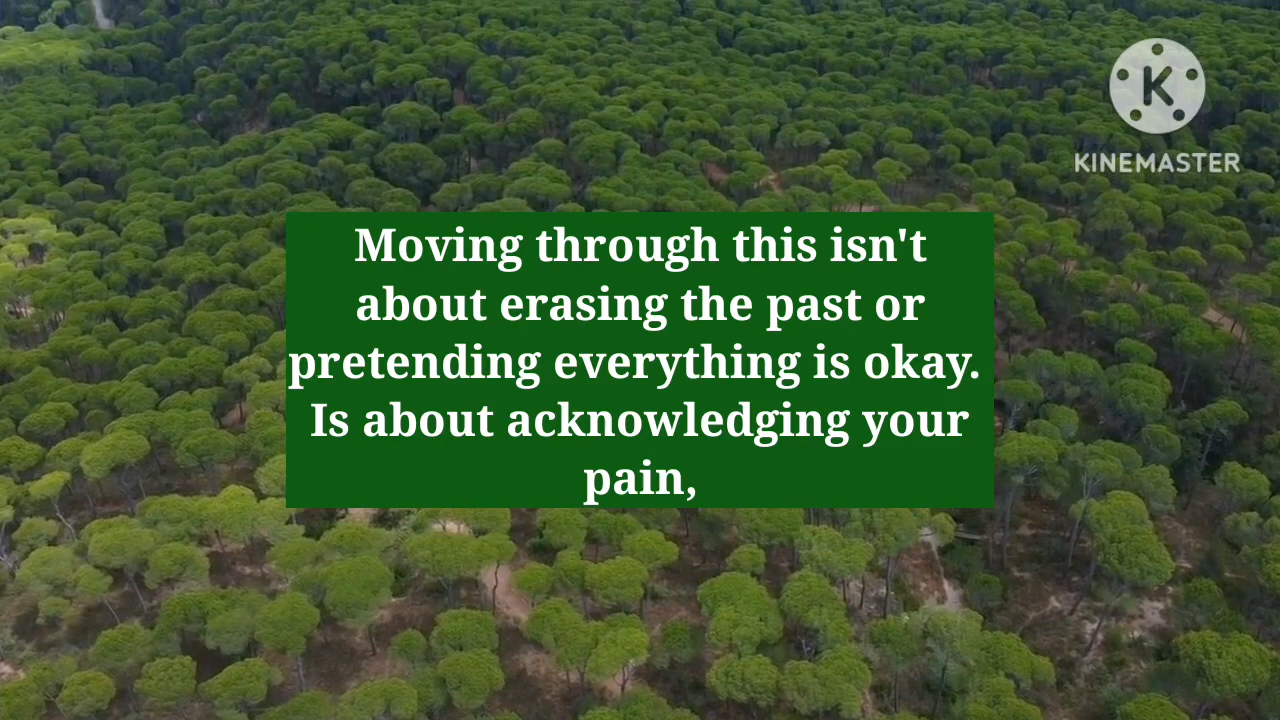 K
KINEMASTER
Moving through this isn't
about erasing the past or
pretending everything is okay.
Is about acknowledging your
pain,